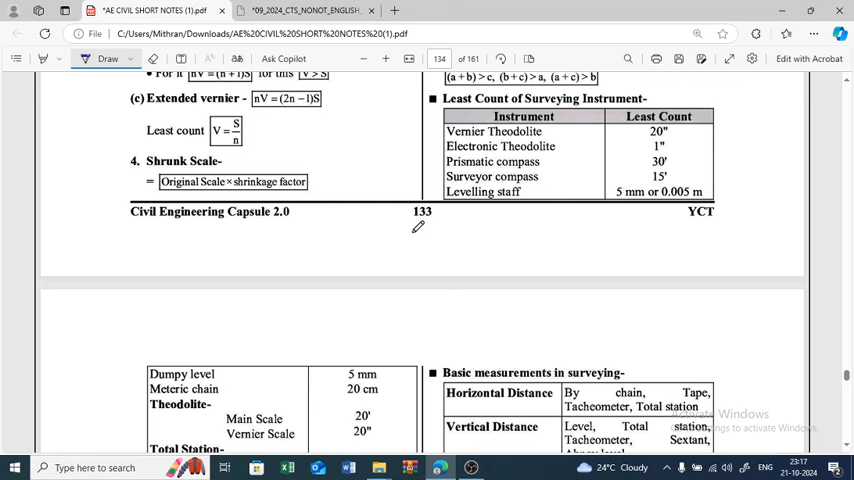 *AE CIVIL SHORT NOTES (1).pdf
*09_2024_CTS_NONOT_ENGLISH_
File
C:/Users/Mithran/Downloads/AE%20CIVIL%20SHORT%20NOTES%20(1).pdf
Draw
Ask Copilot
134 of 161
Edit with Acrobat
• For it nV=(n+1)S for this V>S
(c) Extended vernier - nV=(2n−1)S
Least count V=S/n
4. Shrunk Scale-
= Original Scale×shrinkage factor
(a+b)>c, (b+c)>a, (a+c)>b
■ Least Count of Surveying Instrument-
Instrument Least Count
Vernier Theodolite 20"
Electronic Theodolite 1"
Prismatic compass 30'
Surveyor compass 15'
Levelling staff 5 mm or 0.005 m
Civil Engineering Capsule 2.0 133 YCT
Dumpy level 5 mm
Meteric chain 20 cm
Theodolite-
Main Scale 20'
Vernier Scale 20"
Total Station-
■ Basic measurements in surveying-
Horizontal Distance By chain, Tape,
Tacheometer, Total station
Vertical Distance Level, Total station,
Tacheometer, Sextant,
Activate Windows
to activate Windows.
Type here to search
24°C Cloudy
ENG
23:17
21-10-2024
2